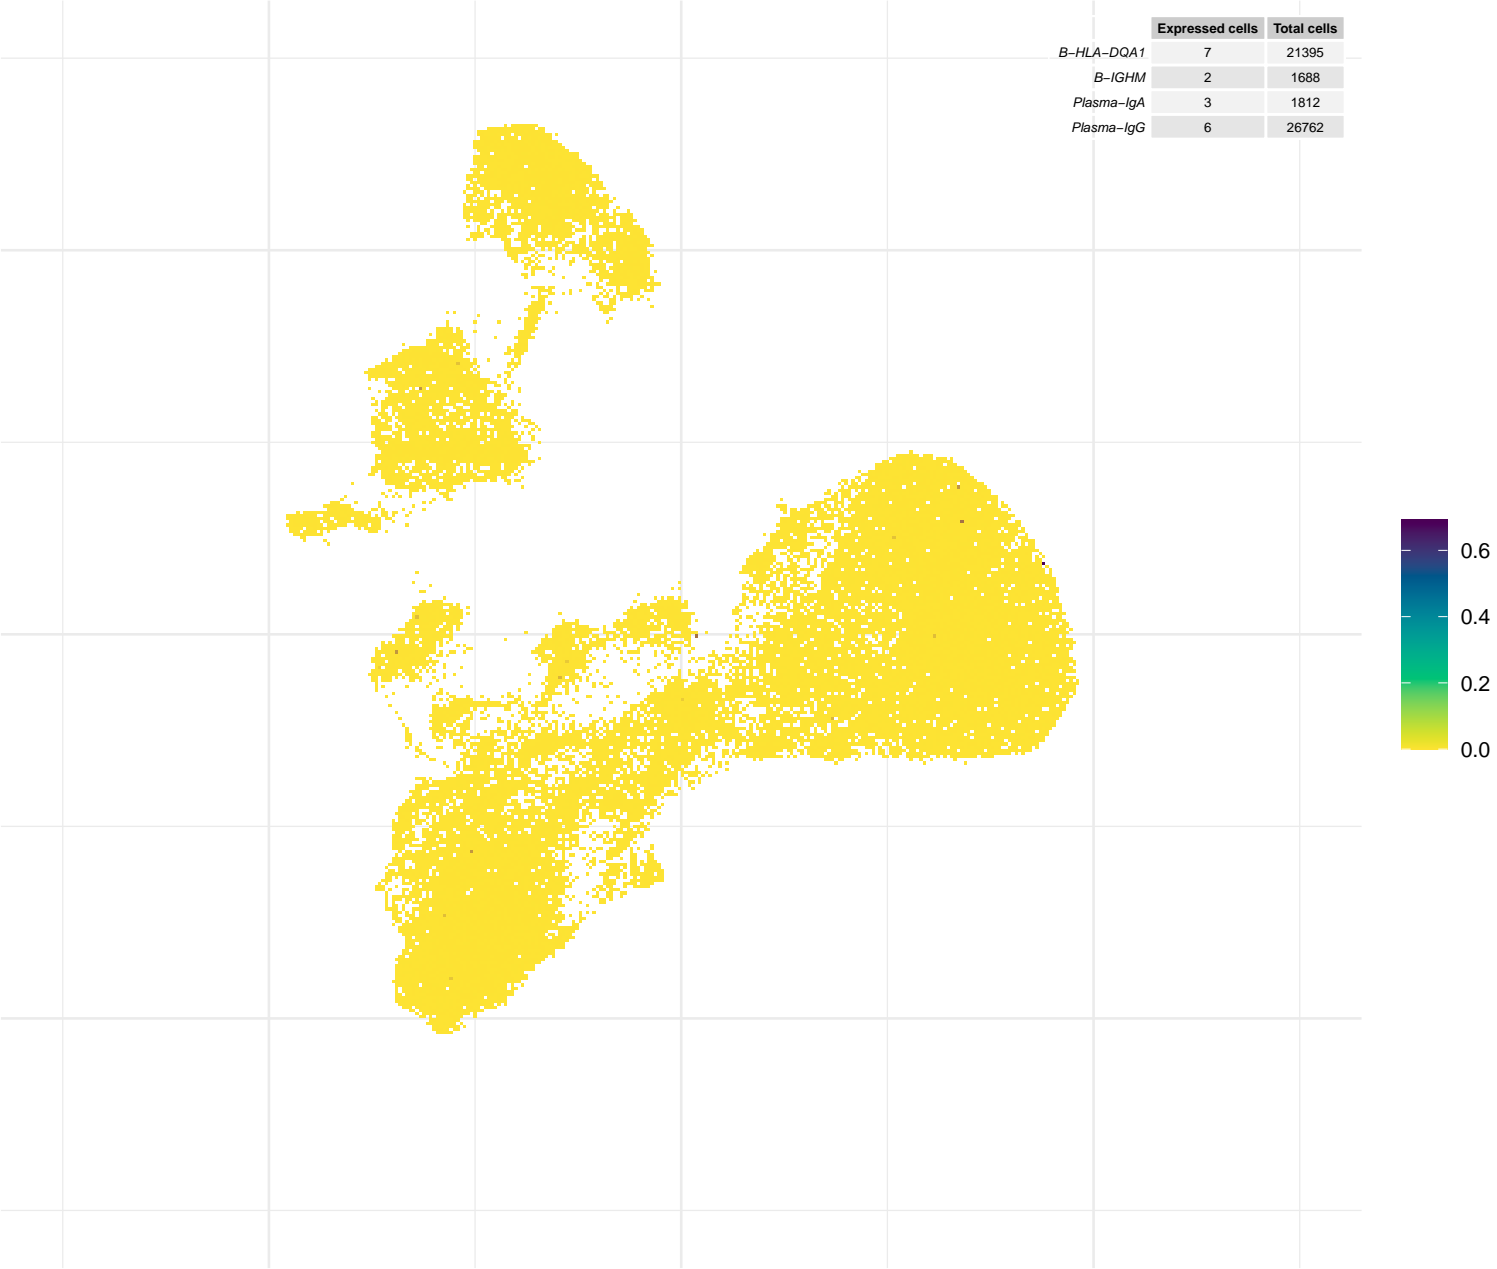 Expressed cells Total cells
B−HLA−DQA1 7 21395
B−IGHM 2 1688
Plasma−IgA 3 1812
Plasma−IgG 6 26762
0.6
0.4
0.2
0.0